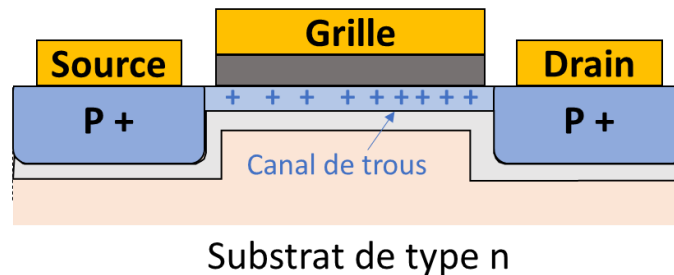 Grille
Source
Drain
+ + + + + + + + +
P +
P +
Canal de trous
Substrat de type n